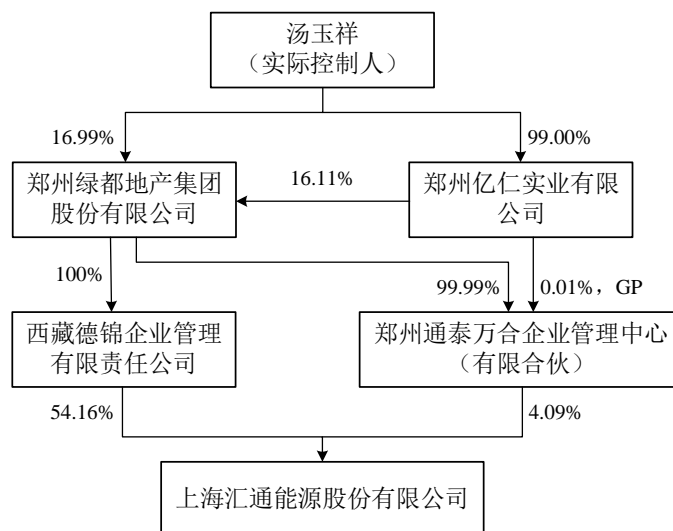 汤玉祥
（实际控制人）
16.99%
99.00%
郑州绿都地产集团
股份有限公司
16.11%
郑州亿仁实业有限
公司
100%
99.99%
0.01%，GP
西藏德锦企业管理
有限责任公司
郑州通泰万合企业管理中心
（有限合伙）
54.16%
4.09%
上海汇通能源股份有限公司